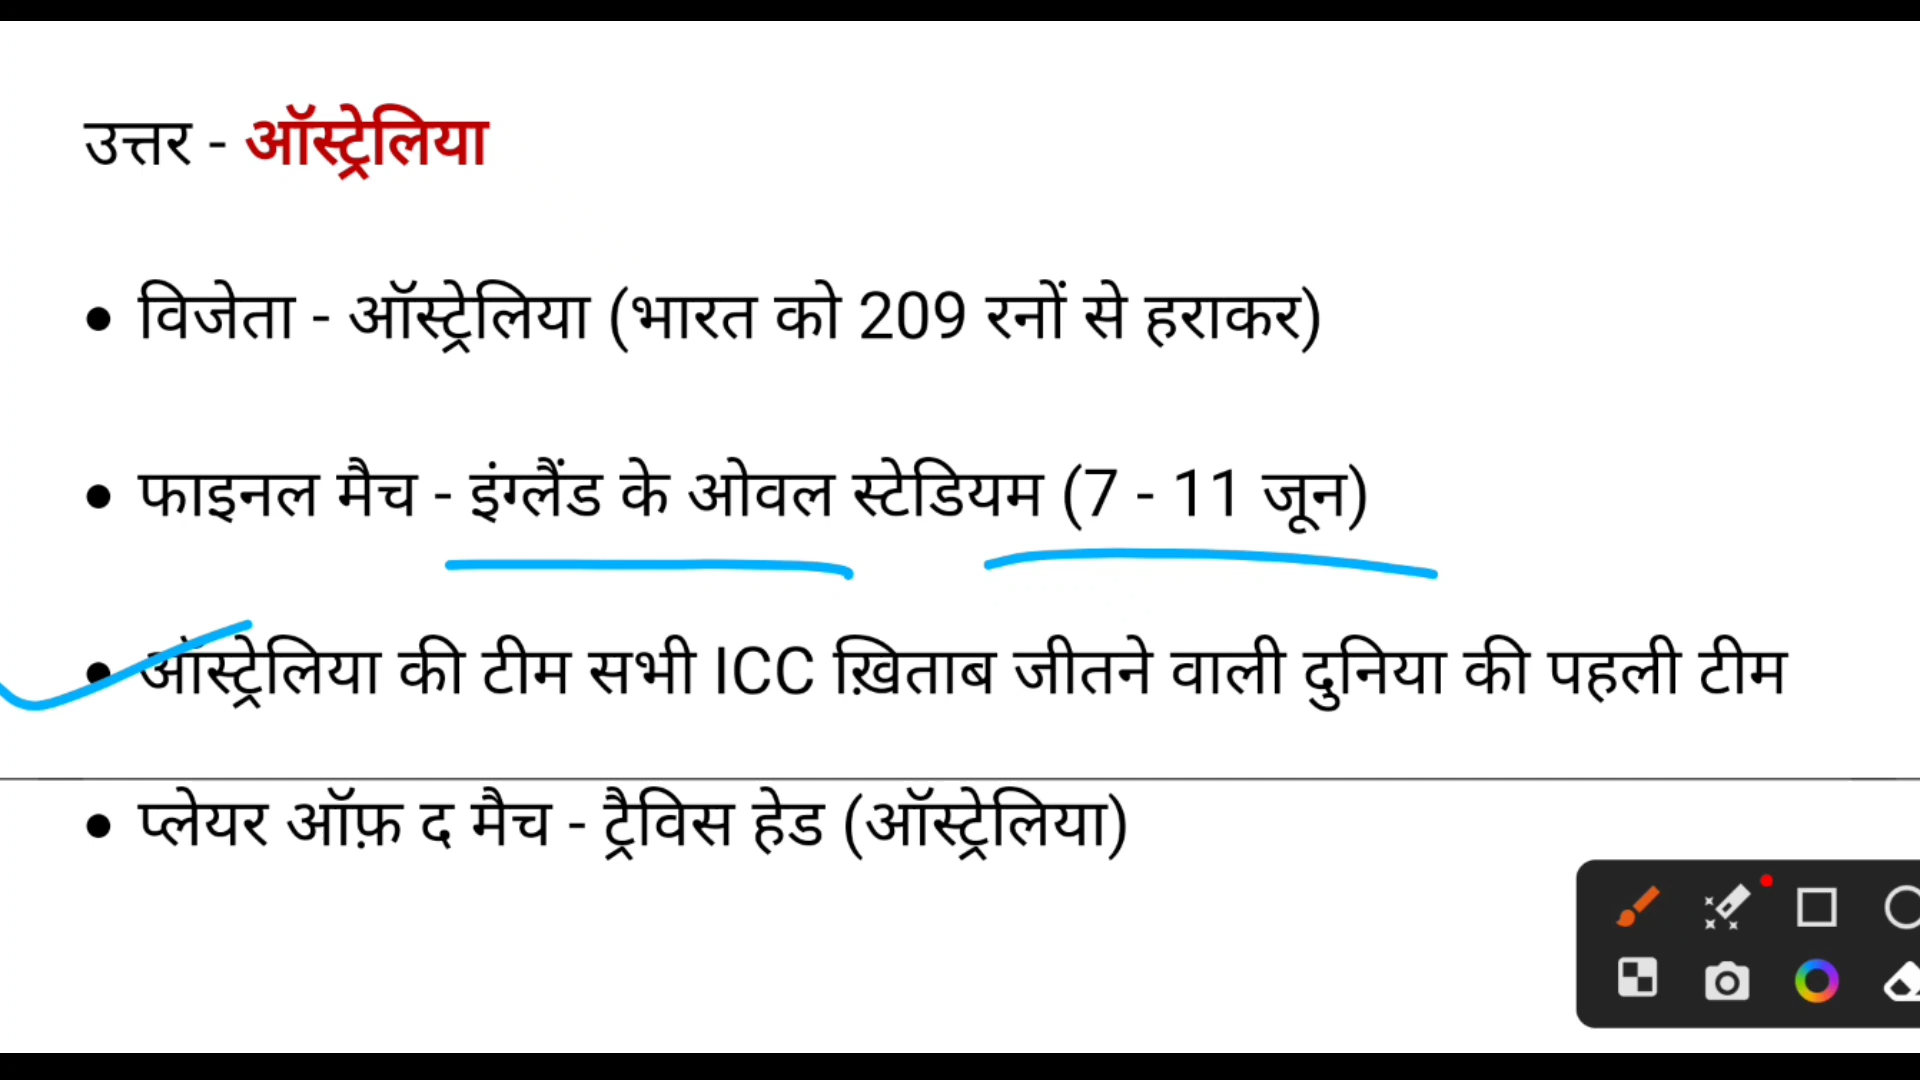 उत्तर - ऑस्ट्रेलिया
• विजेता - ऑस्ट्रेलिया (भारत को 209 रनों से हराकर)
• फाइनल मैच - इंग्लैंड के ओवल स्टेडियम (7 - 11 जून)
• ऑस्ट्रेलिया की टीम सभी ICC ख़िताब जीतने वाली दुनिया की पहली टीम
• प्लेयर ऑफ़ द मैच - ट्रैविस हेड (ऑस्ट्रेलिया)